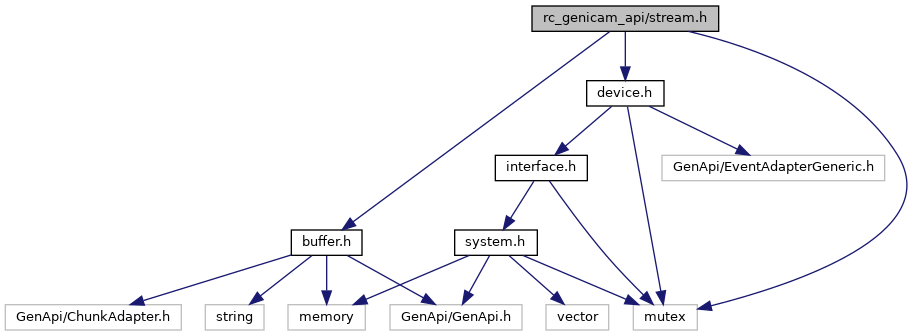 rc_genicam_api/stream.h
device.h
interface.h
GenApi/EventAdapterGeneric.h
buffer.h
system.h
GenApi/ChunkAdapter.h
string
memory
GenApi/GenApi.h
vector
mutex